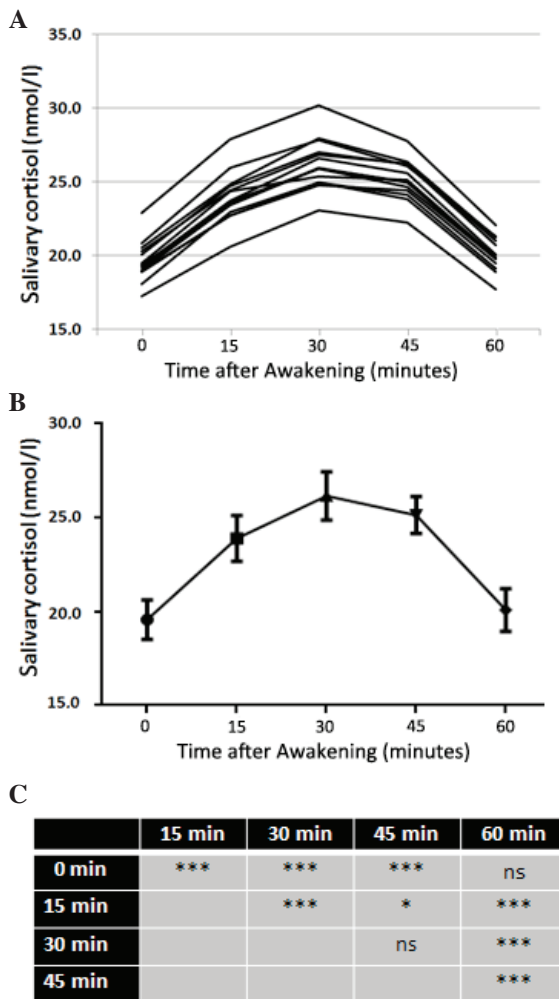 A
35.0
30.0
25.0
20.0
15.0
Salivary cortisol (nmol/l)
0 15 30 45 60
Time after Awakening (minutes)
B
30.0
25.0
20.0
15.0
Salivary cortisol (nmol/l)
0 15 30 45 60
Time after Awakening (minutes)
C
15 min 30 min 45 min 60 min
0 min *** *** *** ns
15 min *** * ***
30 min ns ***
45 min ***